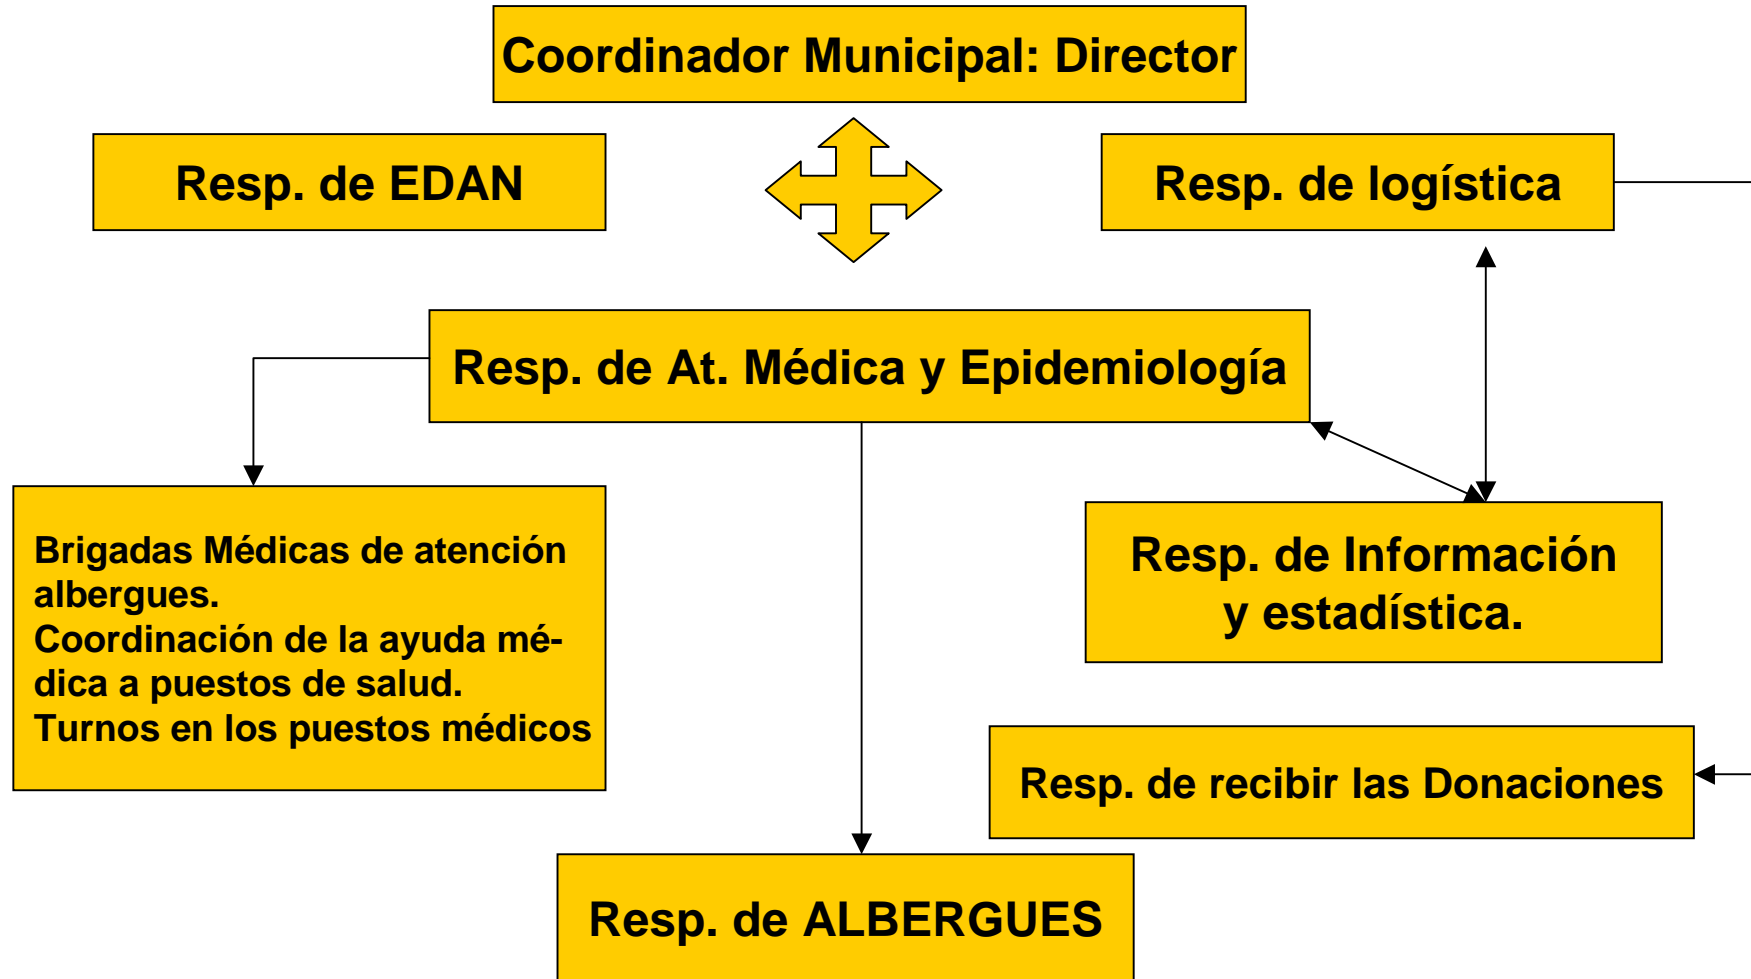 Coordinador Municipal: Director
Resp. de EDAN
Resp. de logística
Resp. de At. Médica y Epidemiología
Brigadas Médicas de atención
albergues.
Coordinación de la ayuda mé-
dica a puestos de salud.
Turnos en los puestos médicos
Resp. de Información
y estadística.
Resp. de recibir las Donaciones
Resp. de ALBERGUES